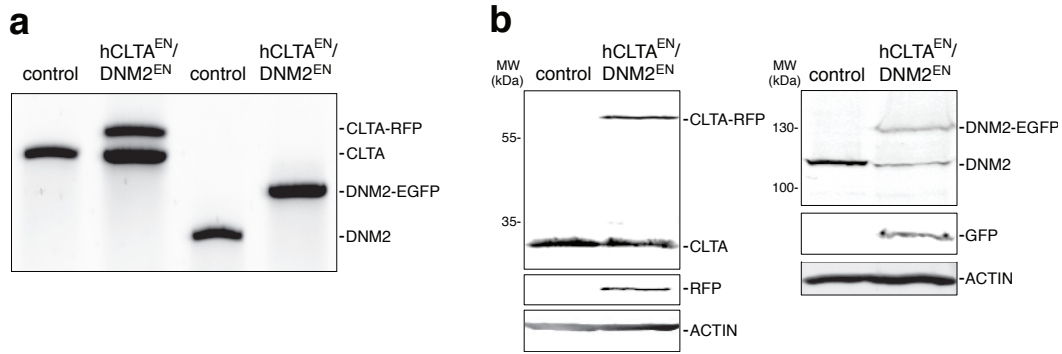 a
control
hCLTA^EN/
DNM2^EN
control
hCLTA^EN/
DNM2^EN
-CLTA-RFP
-CLTA
-DNM2-EGFP
-DNM2
b
MW
(kDa)
control
hCLTA^EN/
DNM2^EN
55-
35-
-CLTA-RFP
-CLTA
-RFP
-ACTIN
MW
(kDa)
control
hCLTA^EN/
DNM2^EN
130-
100-
-DNM2-EGFP
-DNM2
-GFP
-ACTIN